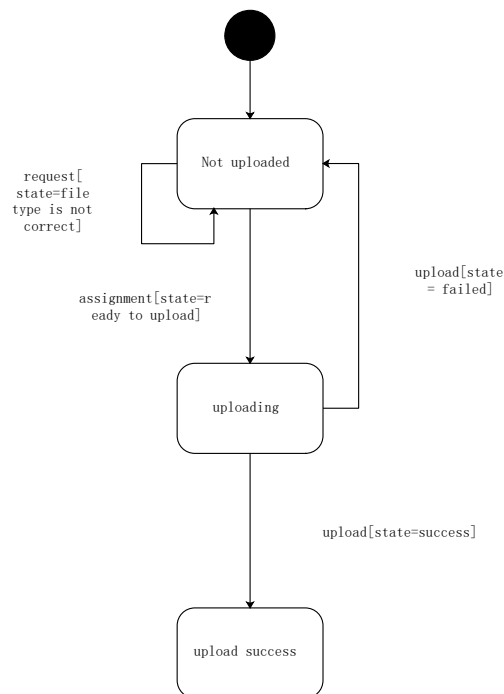 Not uploaded
request[
state=file
type is not
correct]
upload[state
= failed]
assignment[state=r
eady to upload]
uploading
upload[state=success]
upload success